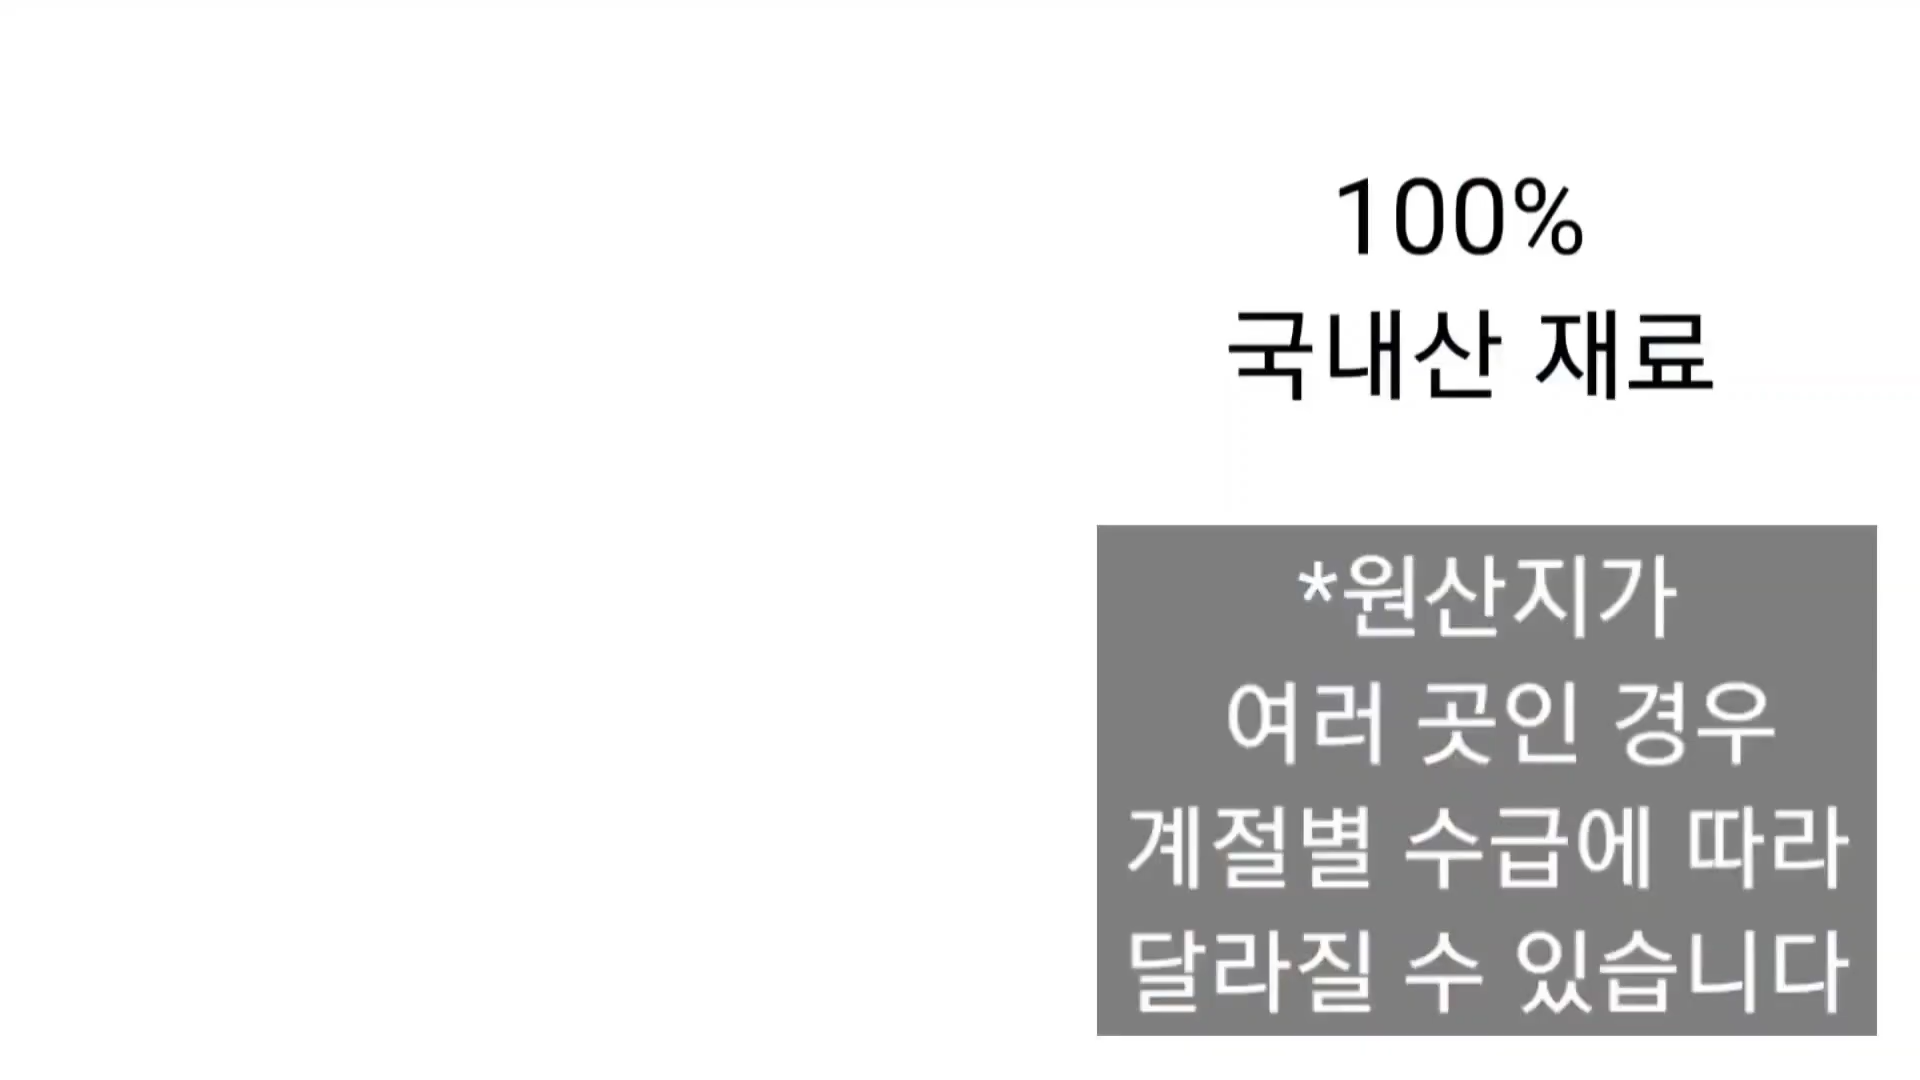 100%
국내산 재료
*원산지가
여러 곳인 경우
계절별 수급에 따라
달라질 수 있습니다